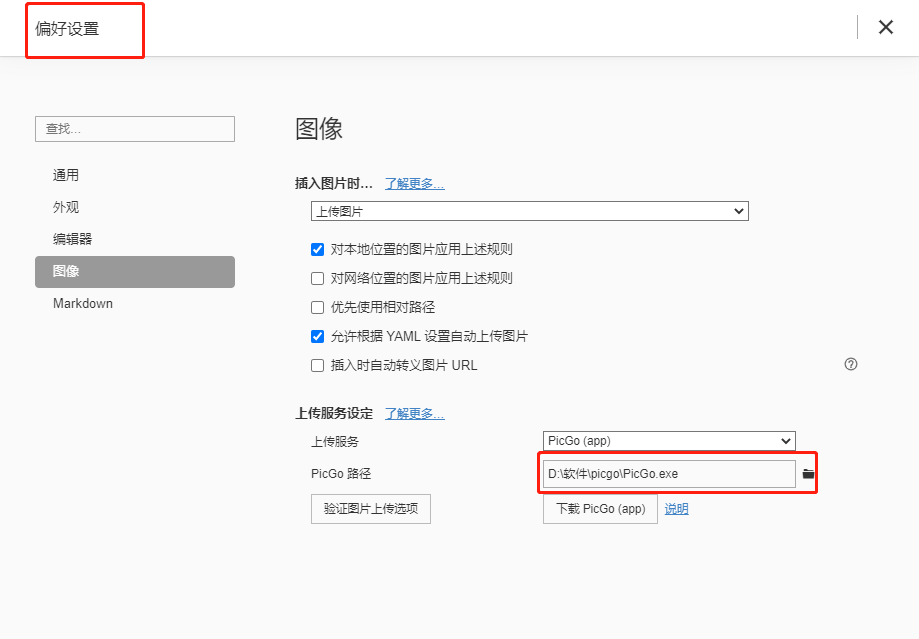 偏好设置
查找...
通用
外观
编辑器
图像
Markdown
图像
插入图片时... 了解更多...
上传图片
对本地位置的图片应用上述规则
对网络位置的图片应用上述规则
优先使用相对路径
允许根据 YAML 设置自动上传图片
插入时自动转义图片 URL
上传服务设定 了解更多...
上传服务 PicGo (app)
PicGo 路径 D:\软件\picgo\PicGo.exe
验证图片上传选项 下载 PicGo (app) 说明